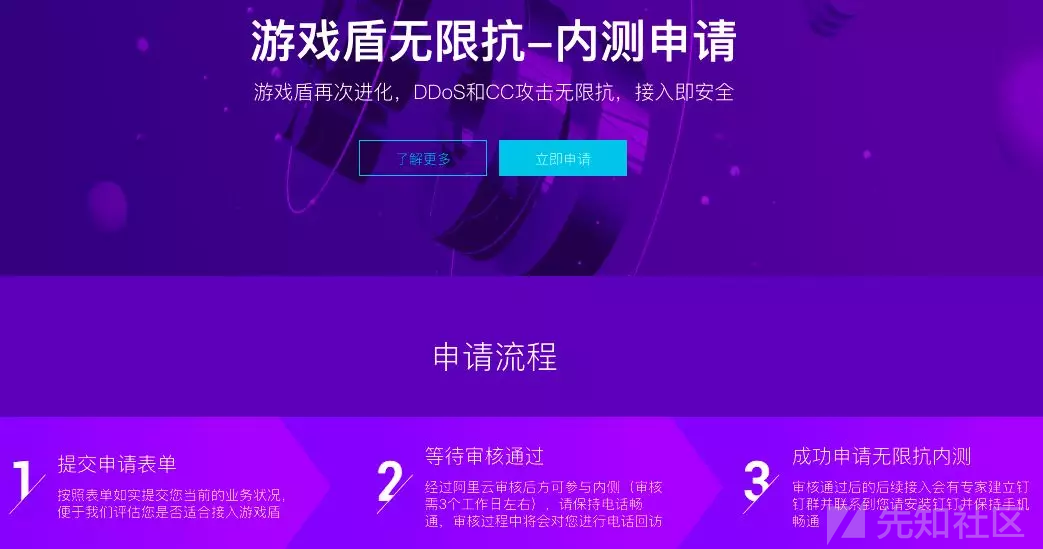 游戏盾无限抗-内测申请
游戏盾再次进化，DDoS和CC攻击无限抗，接入即安全
了解更多
立即申请
申请流程
1
提交申请表单
按照表单如实提交您当前的业务状况，
便于我们评估您是否适合接入游戏盾
2
等待审核通过
经过阿里云审核后方可参与内侧（审核
需3个工作日左右），请保持电话畅
通，审核过程中将会对您进行电话回访
3
成功申请无限抗内测
审核通过后的后续接入会有专家建立钉
钉群并联系到您请安装钉钉并保持手机
畅通
先知社区